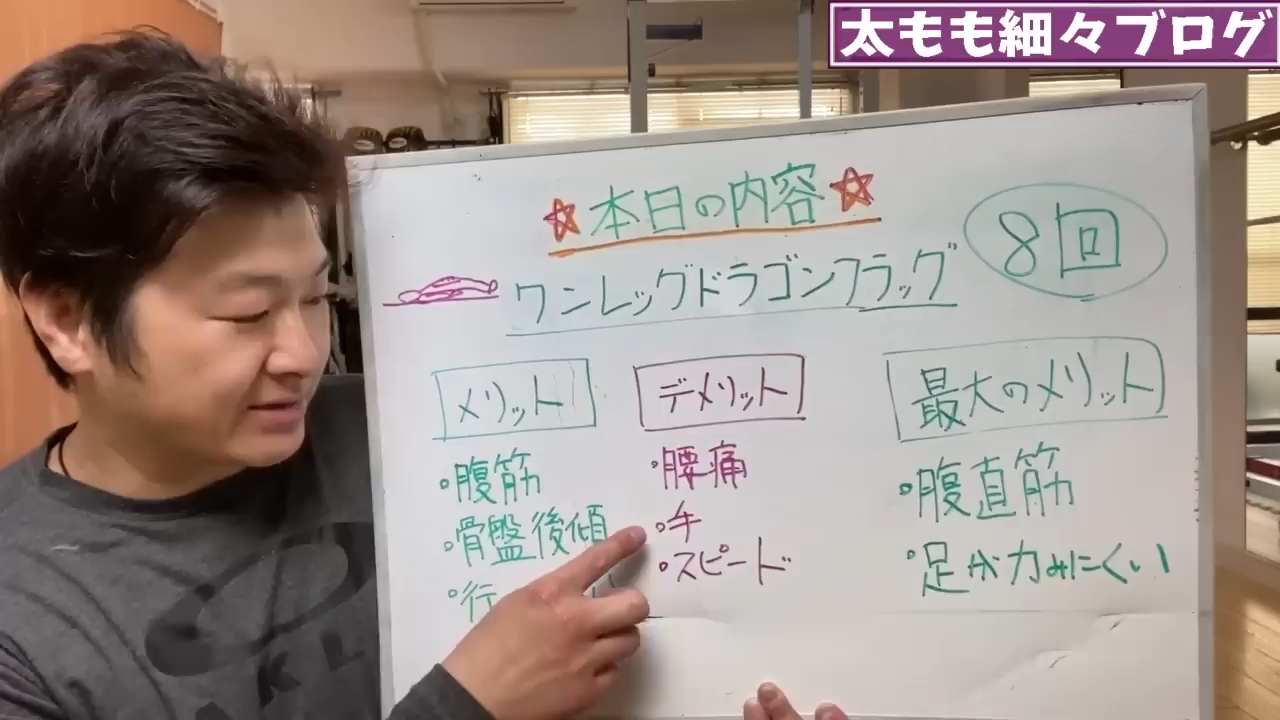 太もも細々ブログ
☆本日の内容☆
ワンレッグドラゴンフラッグ
8回
メリット
・腹筋
・骨盤後傾
・行
デメリット
・腰痛
・手
・スピード
最大のメリット
・腹直筋
・足が力みにくい
KL